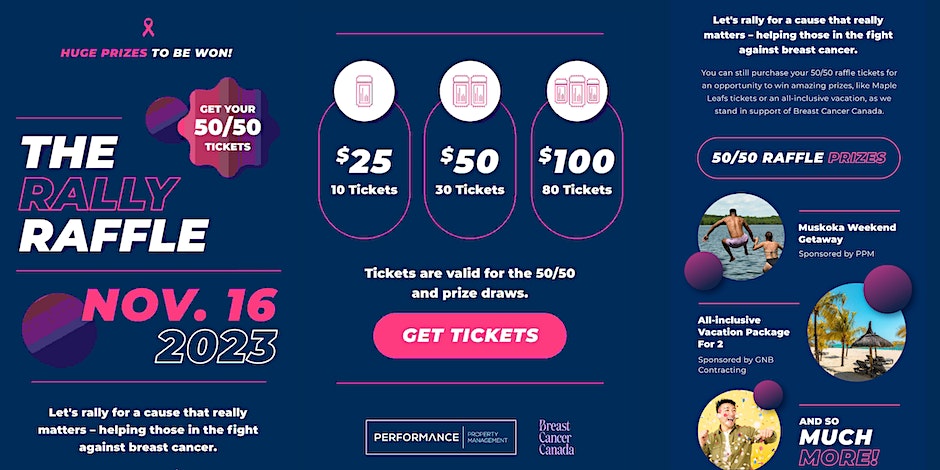 HUGE PRIZES TO BE WON!
GET YOUR
50/50
TICKETS
THE
RALLY
RAFFLE
NOV. 16
2023
Let's rally for a cause that really
matters – helping those in the fight
against breast cancer.
$25
10 Tickets
$50
30 Tickets
$100
80 Tickets
Tickets are valid for the 50/50
and prize draws.
GET TICKETS
PERFORMANCE
PROPERTY
MANAGEMENT
Breast
Cancer
Canada
Let's rally for a cause that really
matters – helping those in the fight
against breast cancer.
You can still purchase your 50/50 raffle tickets for
an opportunity to win amazing prizes, like Maple
Leafs tickets or an all-inclusive vacation, as we
stand in support of Breast Cancer Canada.
50/50 RAFFLE PRIZES
Muskoka Weekend
Getaway
Sponsored by PPM
All-inclusive
Vacation Package
For 2
Sponsored by GNB
Contracting
AND SO
MUCH
MORE!